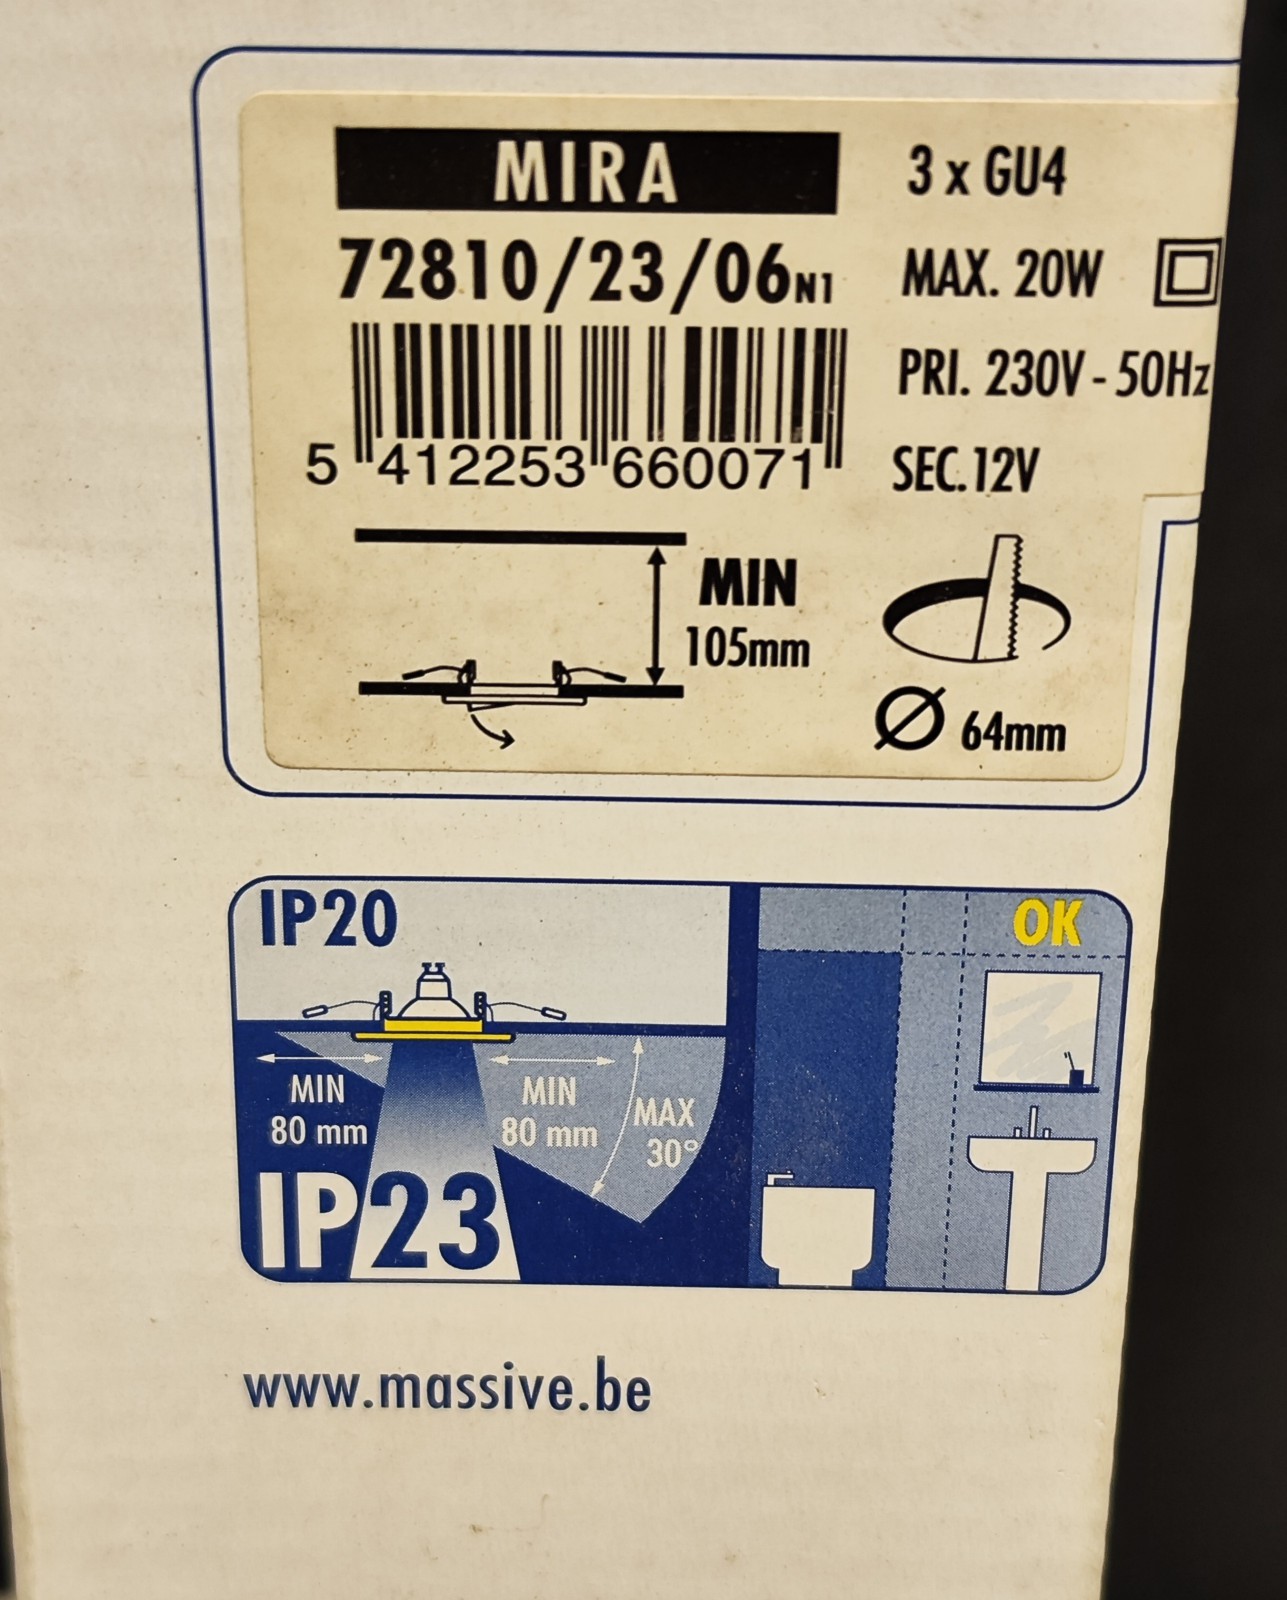 MIRA
72810/23/06N1
5 412253 660071
3 x GU4
MAX. 20W
PRI. 230V - 50Hz
SEC. 12V
MIN
105mm
Ø 64mm
IP20
MIN
80 mm
MIN
80 mm
MAX
30°
IP23
OK
www.massive.be